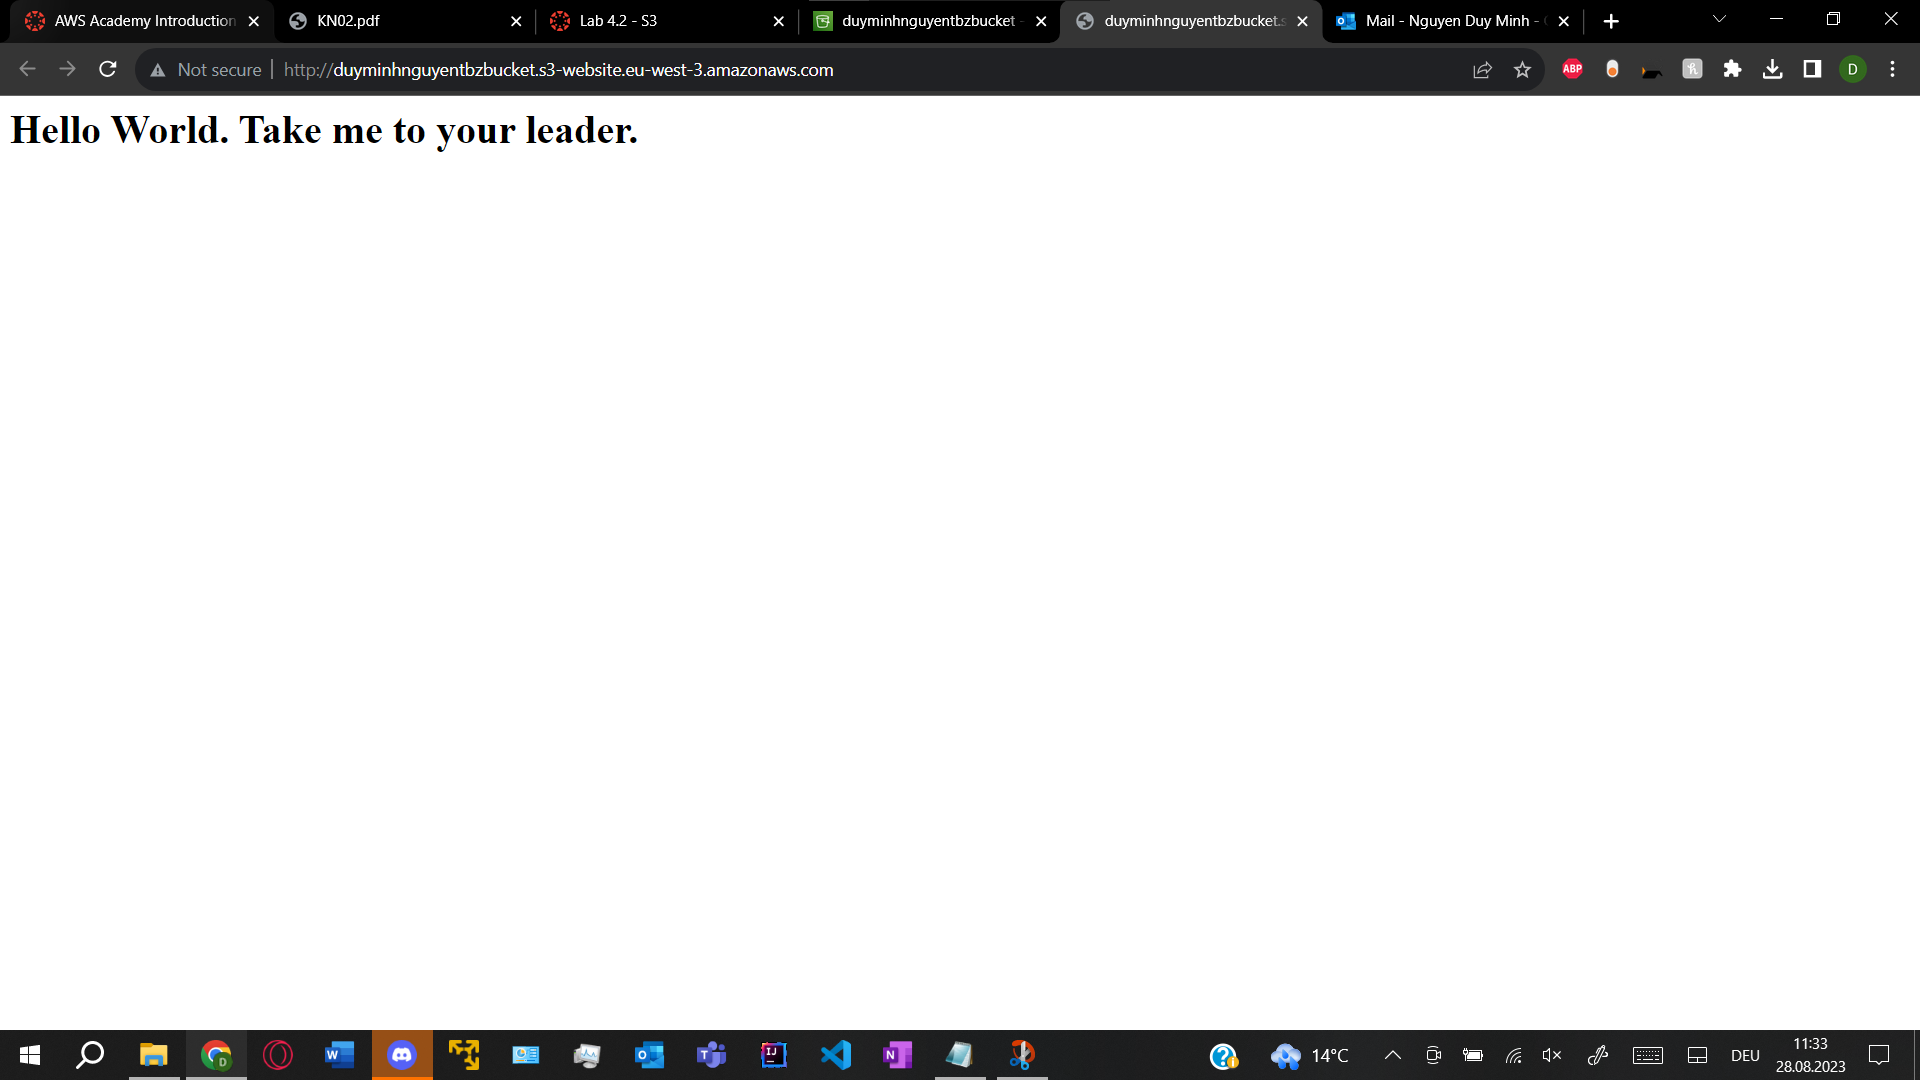 AWS Academy Introduction
KN02.pdf
Lab 4.2 - S3
duyminhnguyentbzbucket -
duyminhnguyentbzbucket.s
Mail - Nguyen Duy Minh -
Not secure
http://duyminhnguyentbzbucket.s3-website.eu-west-3.amazonaws.com
ABP
D
Hello World. Take me to your leader.
14°C
DEU
11:33
28.08.2023